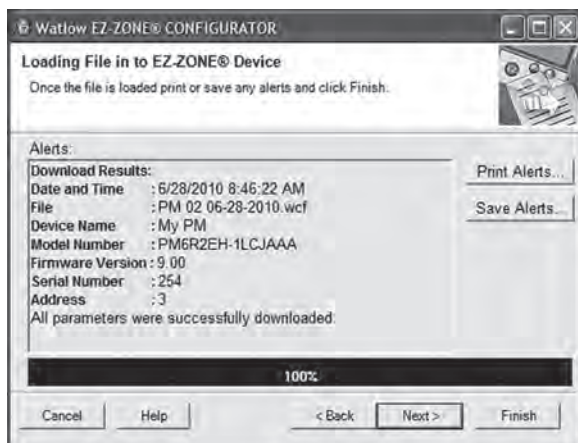 Watlow EZ-ZONE® CONFIGURATOR
Loading File in to EZ-ZONE® Device
Once the file is loaded print or save any alerts and click Finish.
Alerts:
Download Results:
Date and Time : 6/28/2010 8:46:22 AM
File : PM 02 06-28-2010.wcf
Device Name : My PM
Model Number : PM6R2EH-1LCJAAA
Firmware Version : 9.00
Serial Number : 254
Address : 3
All parameters were successfully downloaded.
Print Alerts...
Save Alerts...
100%
Cancel
Help
< Back
Next >
Finish